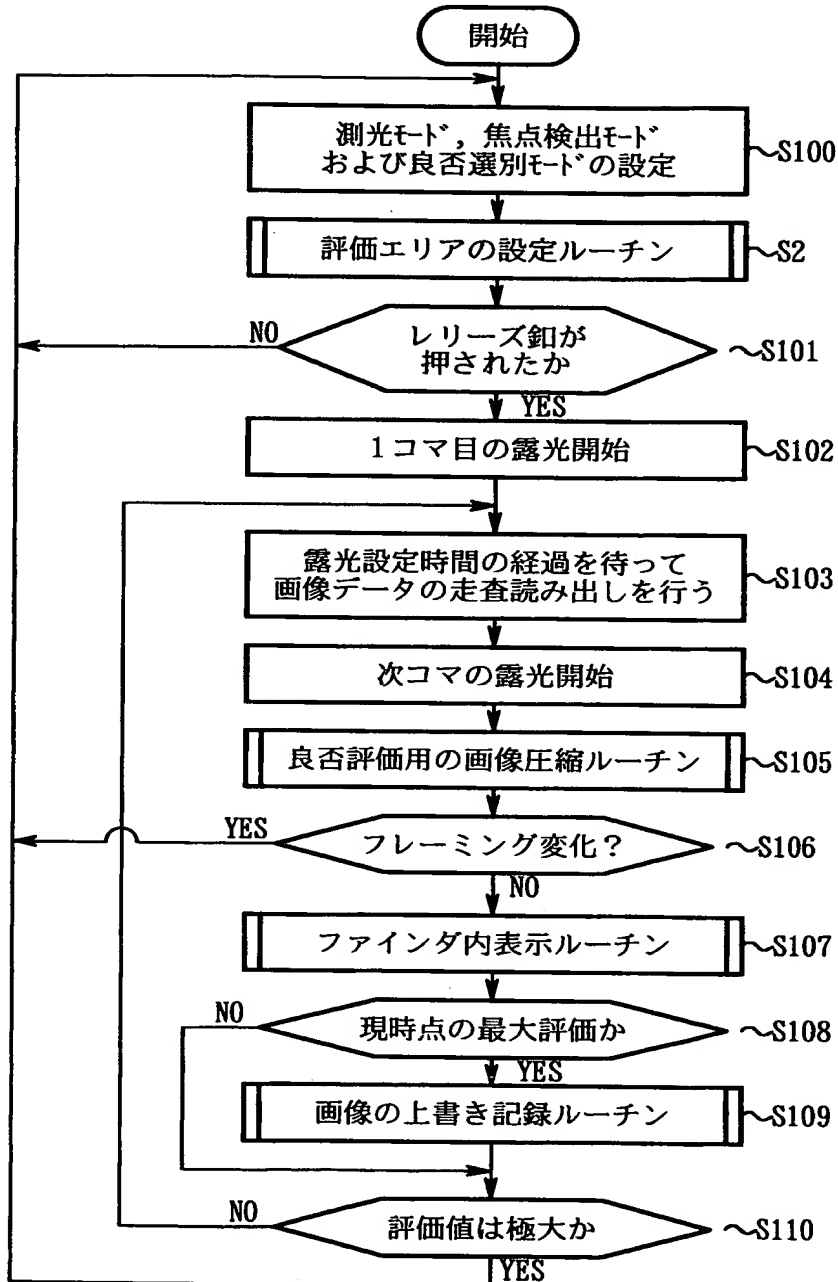 開始
測光モード,焦点検出モード
および良否選別モードの設定
~S100
評価エリアの設定ルーチン
~S2
NO
レリーズ釦が
押されたか
~S101
YES
1コマ目の露光開始
~S102
露光設定時間の経過を待って
画像データの走査読み出しを行う
~S103
次コマの露光開始
~S104
良否評価用の画像圧縮ルーチン
~S105
YES
フレーミング変化?
~S106
NO
ファインダ内表示ルーチン
~S107
NO
現時点の最大評価か
~S108
YES
画像の上書き記録ルーチン
~S109
NO
評価値は極大か
~S110
YES